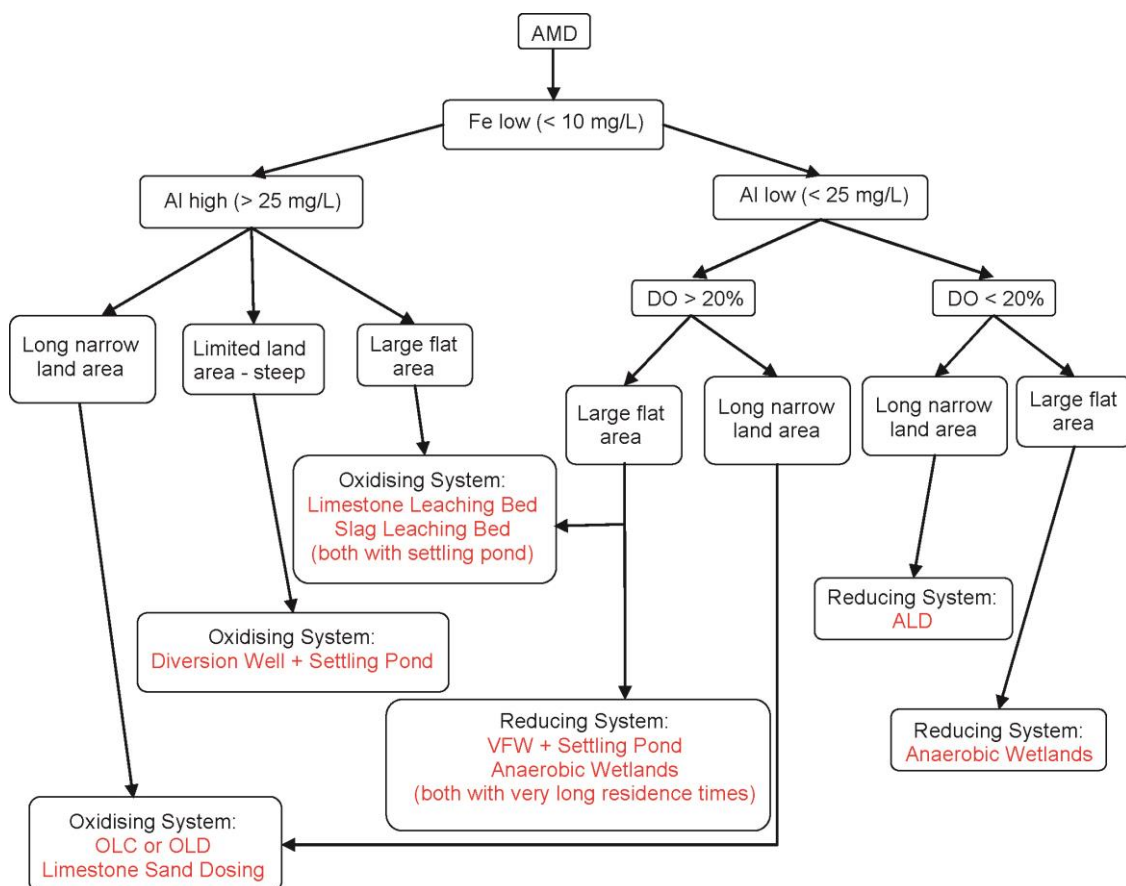 AMD
Fe low (< 10 mg/L)
Al high (> 25 mg/L)
Al low (< 25 mg/L)
DO > 20%
DO < 20%
Long narrow
land area
Limited land
area - steep
Large flat
area
Large flat
area
Long narrow
land area
Long narrow
land area
Large flat
area
Oxidising System:
Limestone Leaching Bed
Slag Leaching Bed
(both with settling pond)
Reducing System:
ALD
Oxidising System:
Diversion Well + Settling Pond
Reducing System:
VFW + Settling Pond
Anaerobic Wetlands
(both with very long residence times)
Reducing System:
Anaerobic Wetlands
Oxidising System:
OLC or OLD
Limestone Sand Dosing